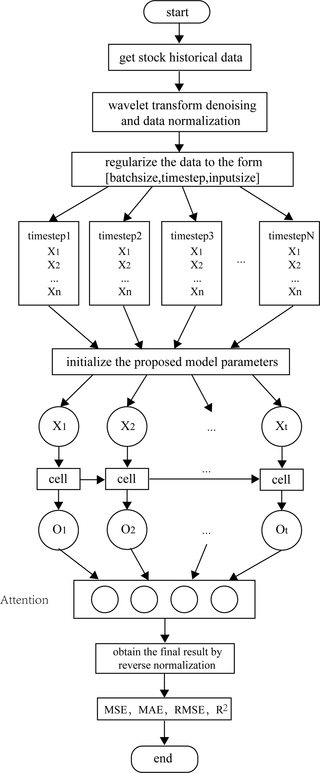 start
get stock historical data
wavelet transform denoising
and data normalization
regularize the data to the form
[batchsize,timestep,inputsize]
timestep1
X1
X2
...
Xn
timestep2
X1
X2
...
Xn
timestep3
X1
X2
...
Xn
...
timestepN
X1
X2
...
Xn
initialize the proposed model parameters
X1
X2
...
Xt
cell
cell
...
cell
O1
O2
...
Ot
Attention
obtain the final result by
reverse normalization
MSE, MAE, RMSE, R2
end